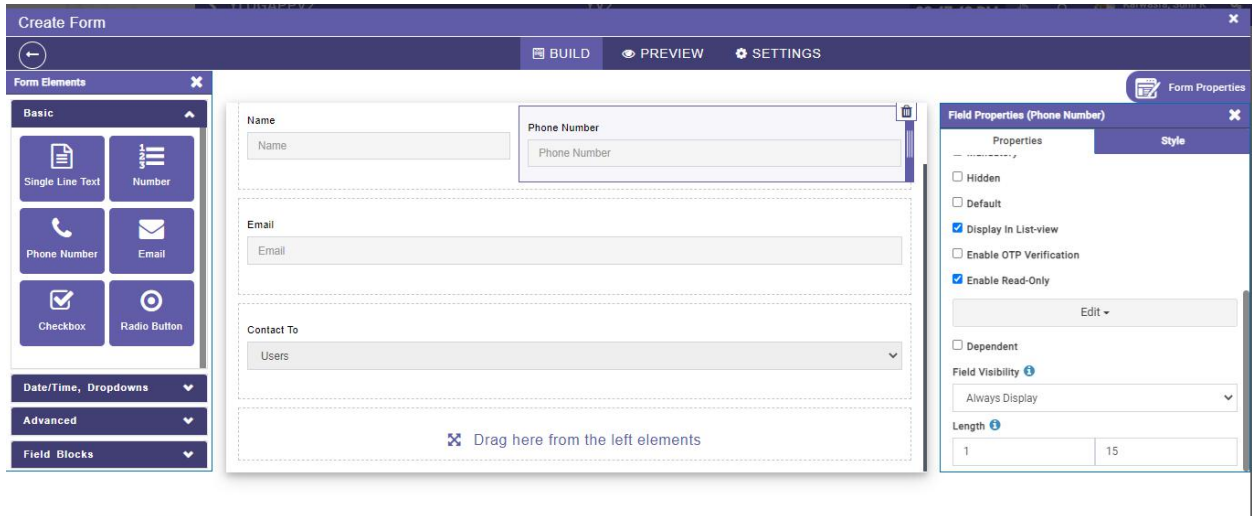 Create Form
BUILD PREVIEW SETTINGS
Form Elements
Form Properties
Basic
Single Line Text
Number
Phone Number
Email
Checkbox
Radio Button
Date/Time, Dropdowns
Advanced
Field Blocks
Name
Name
Phone Number
Phone Number
Email
Email
Contact To
Users
Drag here from the left elements
Field Properties (Phone Number)
Properties Style
Hidden
Default
Display In List-view
Enable OTP Verification
Enable Read-Only
Edit
Dependent
Field Visibility
Always Display
Length
1 15